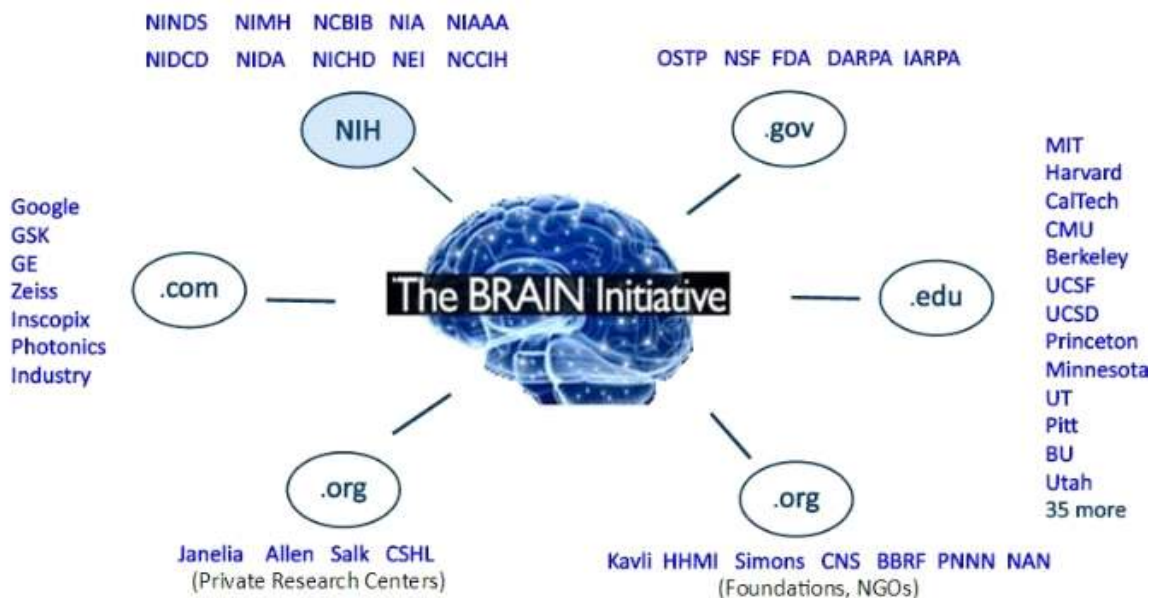 NINDS NIMH NCBIB NIA NIAAA
NIDCD NIDA NICHD NEI NCCIH
NIH
OSTP NSF FDA DARPA IARPA
.gov
Google
GSK
GE
Zeiss
Inscopix
Photonics
Industry
.com
The BRAIN Initiative
.edu
MIT
Harvard
CalTech
CMU
Berkeley
UCSF
UCSD
Princeton
Minnesota
UT
Pitt
BU
Utah
35 more
.org
Janelia Allen Salk CSHL
(Private Research Centers)
.org
Kavli HHMI Simons CNS BBRF PNNN NAN
(Foundations, NGOs)